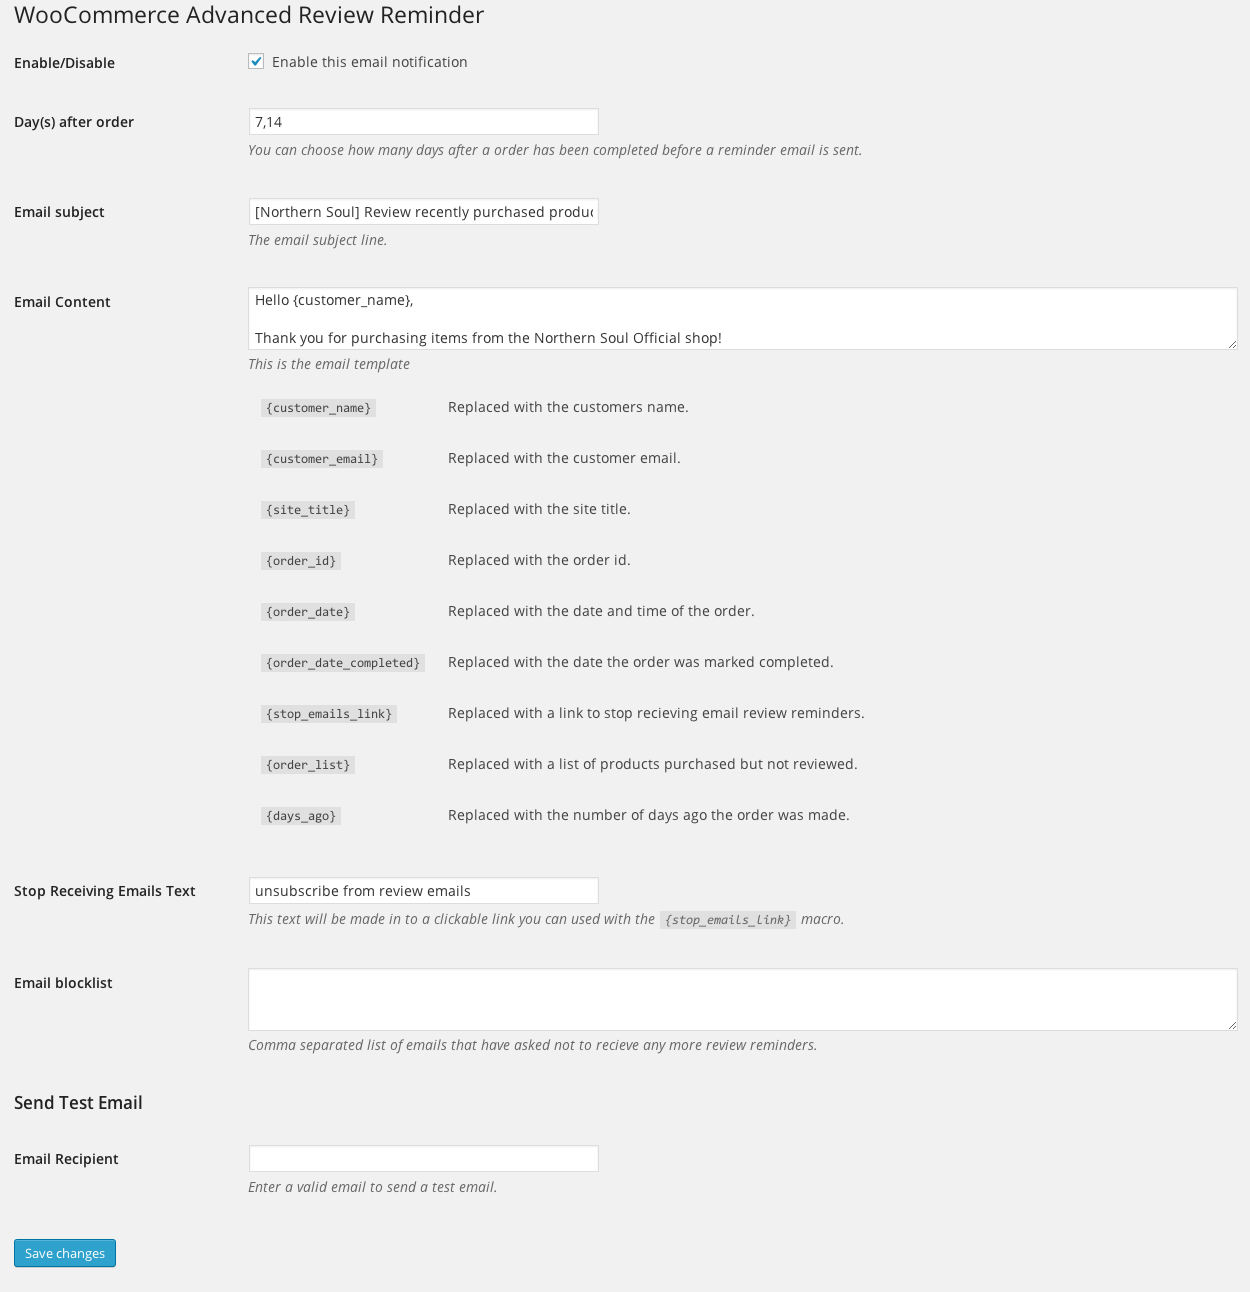 WooCommerce Advanced Review Reminder
Enable/Disable
Enable this email notification
Day(s) after order
7,14
You can choose how many days after a order has been completed before a reminder email is sent.
Email subject
[Northern Soul] Review recently purchased produc
The email subject line.
Email Content
Hello {customer_name},
Thank you for purchasing items from the Northern Soul Official shop!
This is the email template
{customer_name} Replaced with the customers name.
{customer_email} Replaced with the customer email.
{site_title} Replaced with the site title.
{order_id} Replaced with the order id.
{order_date} Replaced with the date and time of the order.
{order_date_completed} Replaced with the date the order was marked completed.
{stop_emails_link} Replaced with a link to stop recieving email review reminders.
{order_list} Replaced with a list of products purchased but not reviewed.
{days_ago} Replaced with the number of days ago the order was made.
Stop Receiving Emails Text
unsubscribe from review emails
This text will be made in to a clickable link you can used with the {stop_emails_link} macro.
Email blocklist
Comma separated list of emails that have asked not to recieve any more review reminders.
Send Test Email
Email Recipient
Enter a valid email to send a test email.
Save changes